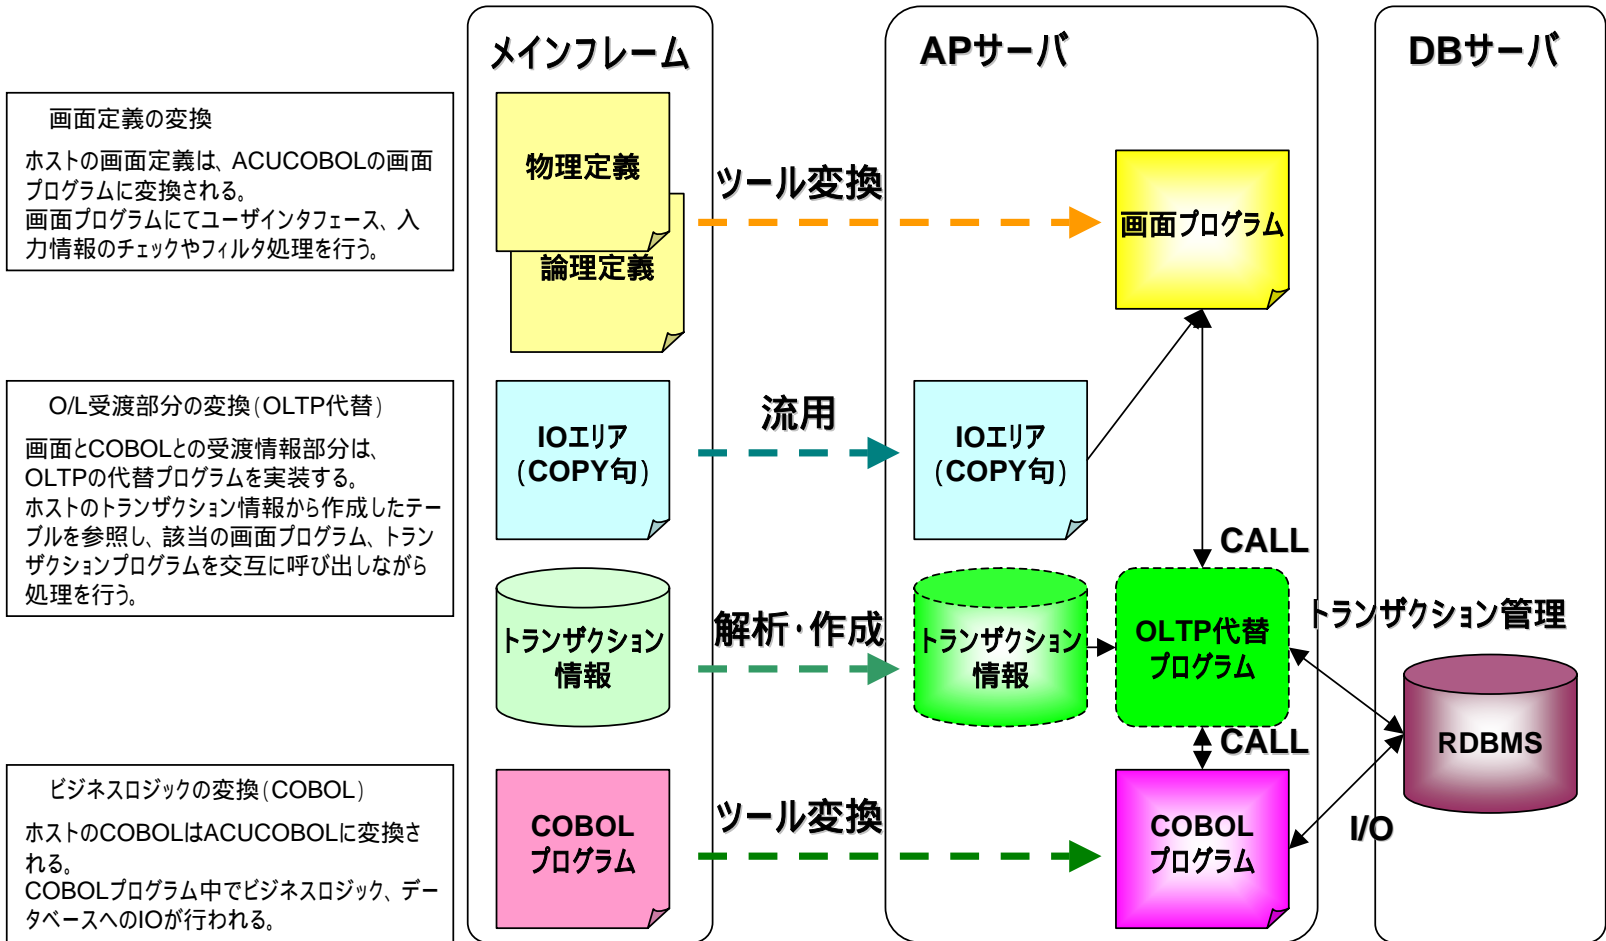 メインフレーム
APサーバ
DBサーバ
画面定義の変換
ホストの画面定義は、ACUCOBOLの画面
プログラムに変換される。
画面プログラムにてユーザインタフェース、入
力情報のチェックやフィルタ処理を行う。
物理定義
論理定義
ツール変換
画面プログラム
O/L受渡部分の変換(OLTP代替)
画面とCOBOLとの受渡情報部分は、
OLTPの代替プログラムを実装する。
ホストのトランザクション情報から作成したテー
ブルを参照し、該当の画面プログラム、トラン
ザクションプログラムを交互に呼び出しながら
処理を行う。
IOエリア
(COPY句)
流用
IOエリア
(COPY句)
CALL
トランザクション
情報
解析・作成
トランザクション
情報
OLTP代替
プログラム
トランザクション管理
CALL
RDBMS
I/O
ビジネスロジックの変換(COBOL)
ホストのCOBOLはACUCOBOLに変換さ
れる。
COBOLプログラム中でビジネスロジック、デー
タベースへのIOが行われる。
COBOL
プログラム
ツール変換
COBOL
プログラム